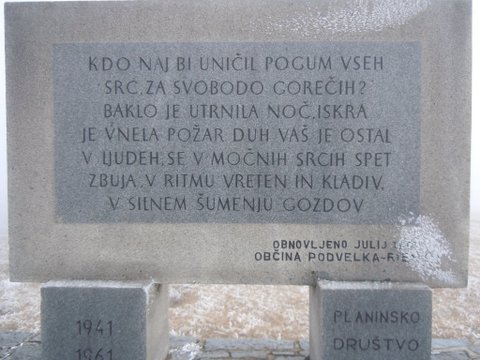 KDO NAJ BI UNIČIL POGUM VSEH
SRC, ZA SVOBODO GOREČIH?
BAKLO JE UTRNILA NOČ, ISKRA
JE VNELA POŽAR DUH VAŠ JE OSTAL
V LJUDEH, SE V MOČNIH SRCIH SPET
ZBUJA, V RITMU VRETEN IN KLADIV,
V SILNEM ŠUMENJU GOZDOV
OBNOVLJENO JULIJ
OBČINA PODVELKA-
1941
1961
PLANINSKO
DRUŠTVO